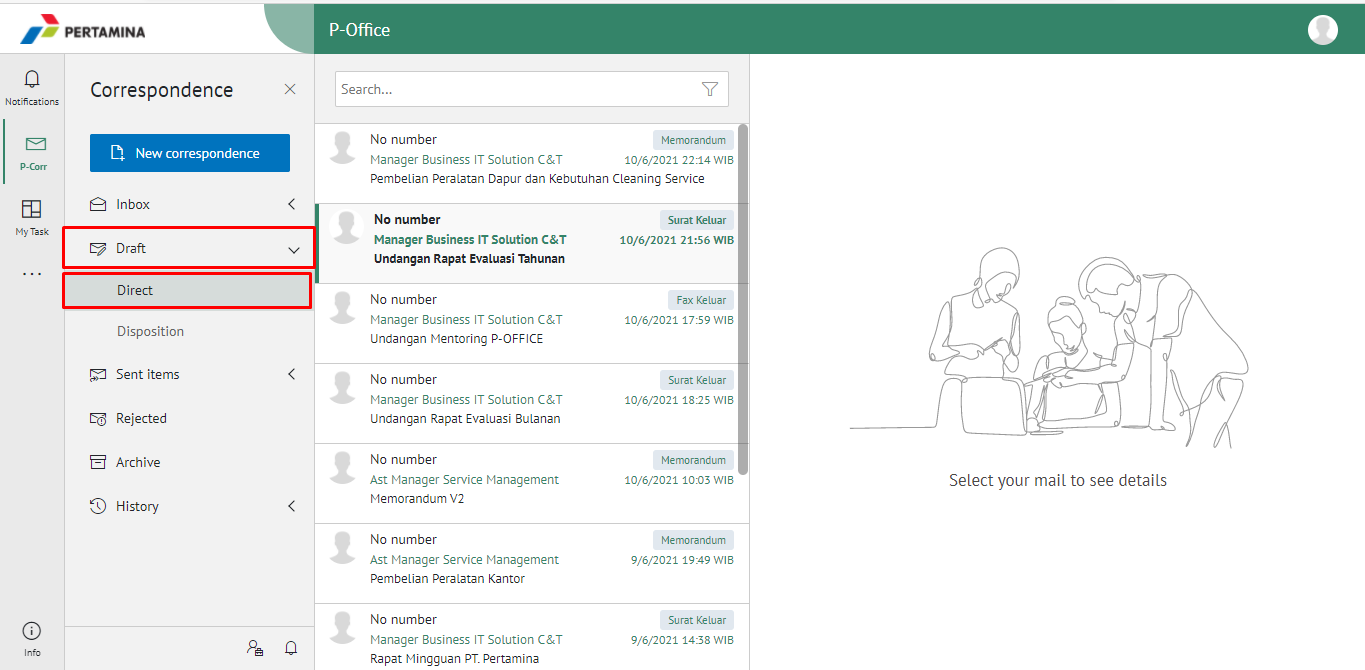 PERTAMINA
P-Office
Notifications
P-Corr
My Task
Info
Correspondence
New correspondence
Inbox
Draft
Direct
Disposition
Sent items
Rejected
Archive
History
Search...
No number
Memorandum
Manager Business IT Solution C&T
10/6/2021 22:14 WIB
Pembelian Peralatan Dapur dan Kebutuhan Cleaning Service
No number
Surat Keluar
Manager Business IT Solution C&T
10/6/2021 21:56 WIB
Undangan Rapat Evaluasi Tahunan
No number
Fax Keluar
Manager Business IT Solution C&T
10/6/2021 17:59 WIB
Undangan Mentoring P-OFFICE
No number
Surat Keluar
Manager Business IT Solution C&T
10/6/2021 18:25 WIB
Undangan Rapat Evaluasi Bulanan
No number
Memorandum
Ast Manager Service Management
10/6/2021 10:03 WIB
Memorandum V2
No number
Memorandum
Ast Manager Service Management
9/6/2021 19:49 WIB
Pembelian Peralatan Kantor
No number
Surat Keluar
Manager Business IT Solution C&T
9/6/2021 14:38 WIB
Rapat Mingguan PT. Pertamina
Select your mail to see details